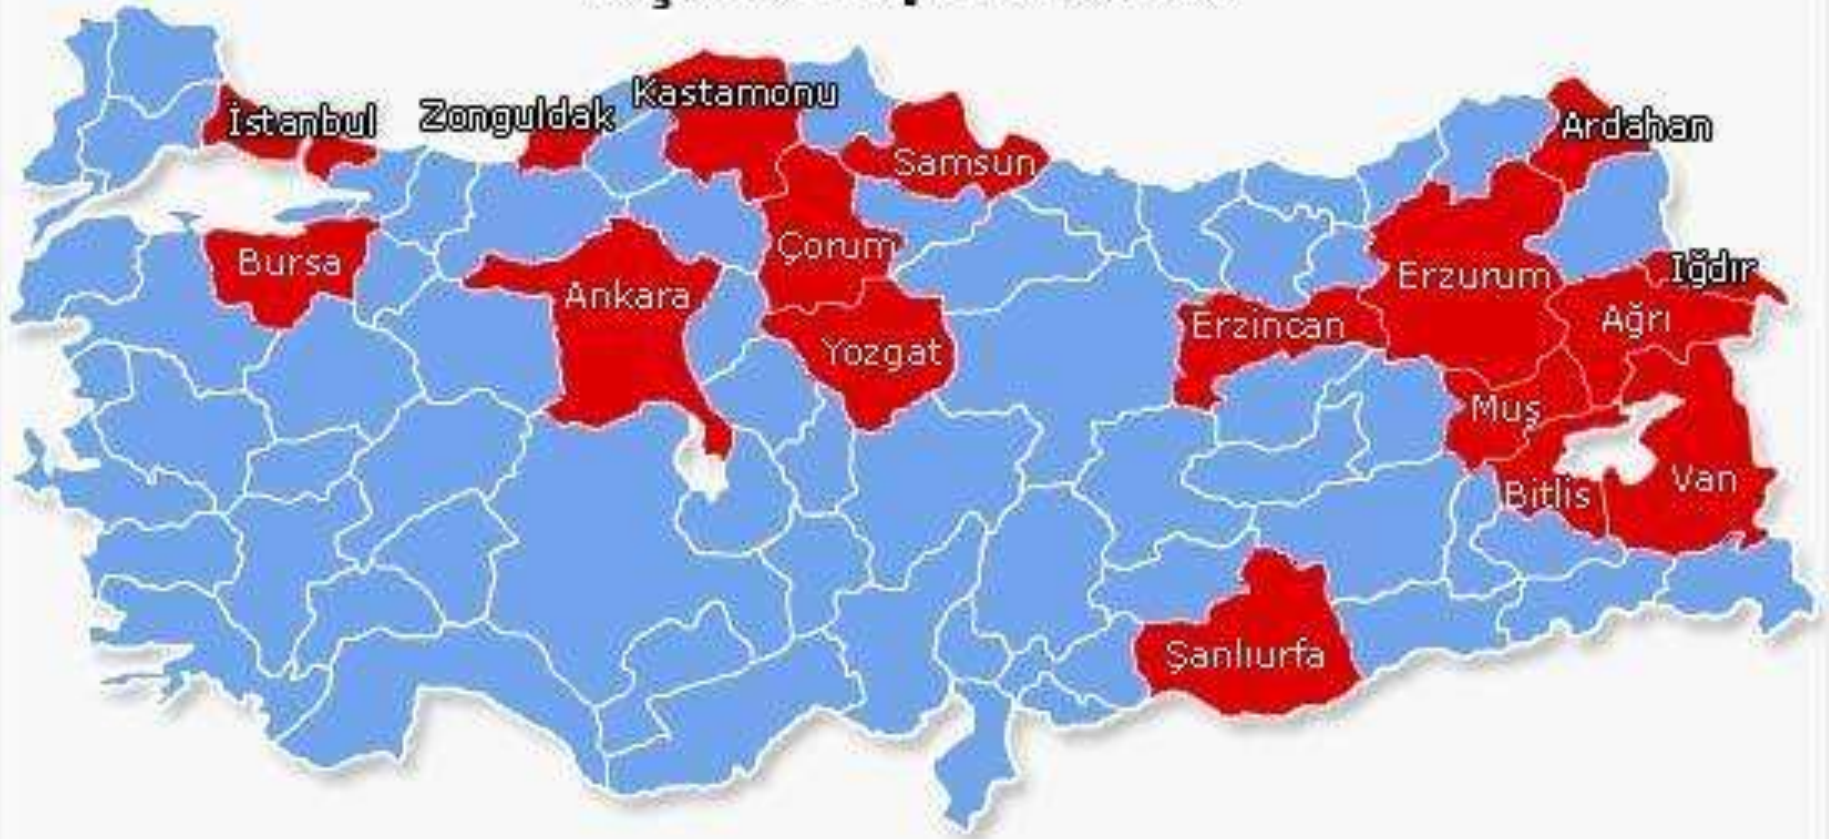 Kastamonu
İstanbul
Zonguldak
Ardahan
Samsun
Çorum
Bursa
Iğdır
Erzurum
Ankara
Ağrı
Erzincan
Yozgat
Muş
Van
Bitlis
Şanlıurfa